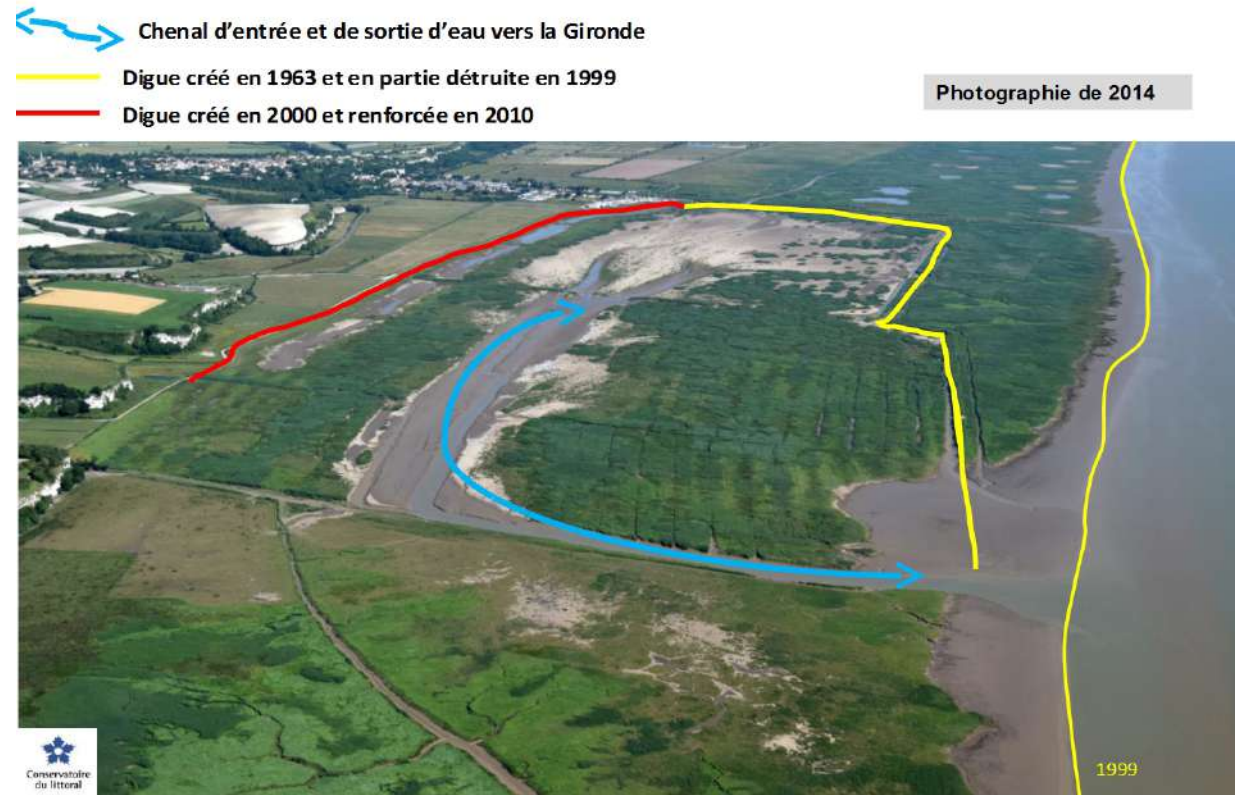 Chenal d'entrée et de sortie d'eau vers la Gironde
Digue créé en 1963 et en partie détruite en 1999
Digue créé en 2000 et renforcée en 2010
Photographie de 2014
1999
Conservatoire
du littoral